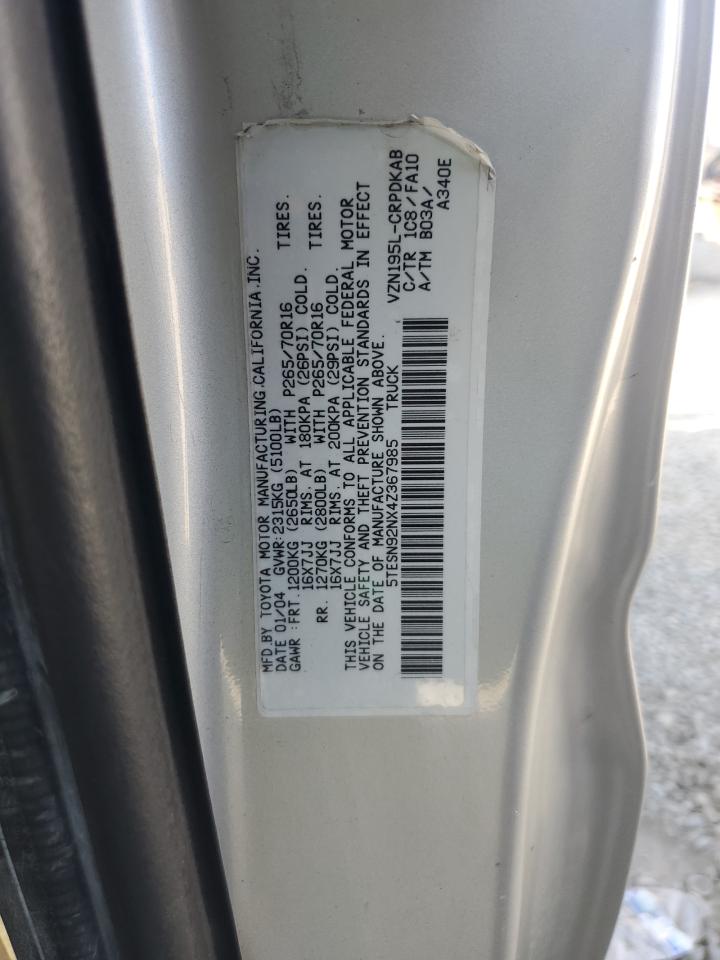 MFD.BY TOYOTA MOTOR MANUFACTURING.CALIFORNIA.INC.
DATE 01/04 GVWR:2315KG (5100LB)
GAWR :FRT.1200KG (2650LB) WITH P265/70R16 TIRES.
16X7JJ RIMS. AT 180KPA (26PSI) COLD.
RR. 1270KG (2800LB) WITH P265/70R16 TIRES.
16X7JJ RIMS. AT 200KPA (29PSI) COLD.
THIS VEHICLE CONFORMS TO ALL APPLICABLE FEDERAL MOTOR
VEHICLE SAFETY AND THEFT PREVENTION STANDARDS IN EFFECT
ON THE DATE OF MANUFACTURE SHOWN ABOVE.
5TESN92NX4Z367985 TRUCK
VZN195L-CRPDKAB
C/TR 1C8/FA10
A/TM B03A/
A340E